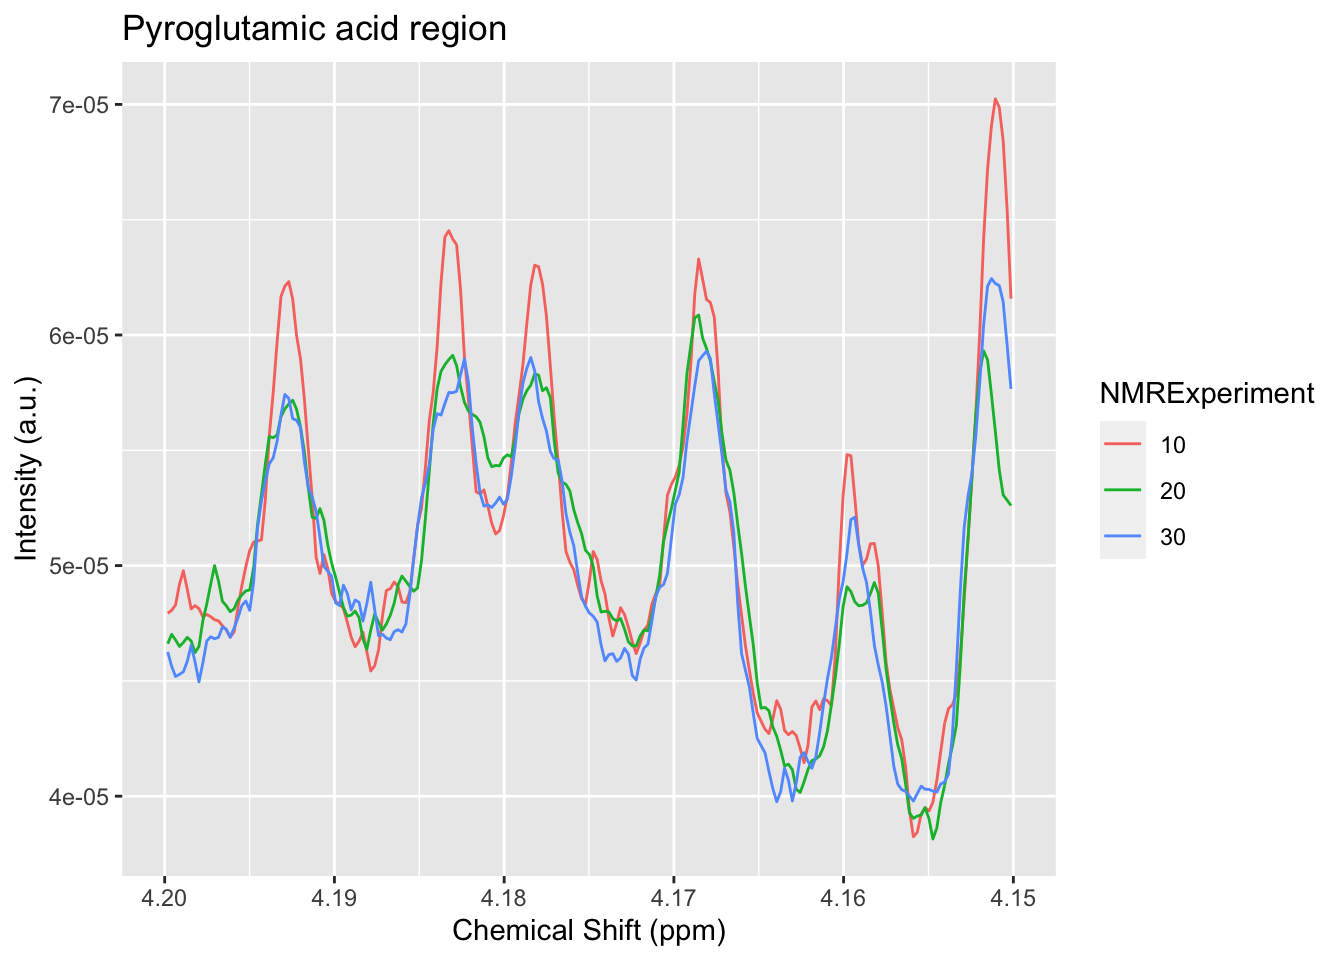 Pyroglutamic acid region
7e-05
6e-05
5e-05
4e-05
Intensity (a.u.)
4.20 4.19 4.18 4.17 4.16 4.15
Chemical Shift (ppm)
NMRExperiment
10
20
30